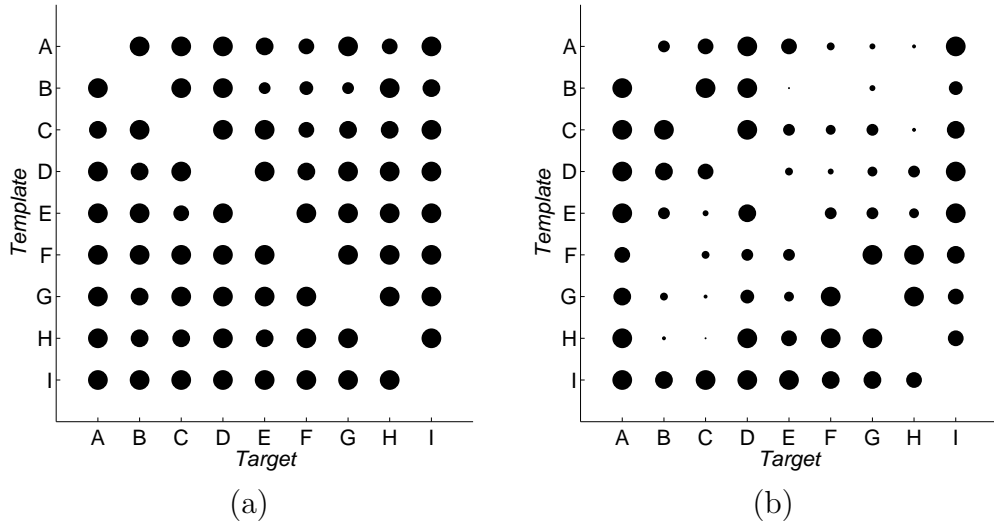 A
B
C
D
E
F
G
H
I
Template
A B C D E F G H I
Target
(a)
A
B
C
D
E
F
G
H
I
Template
A B C D E F G H I
Target
(b)